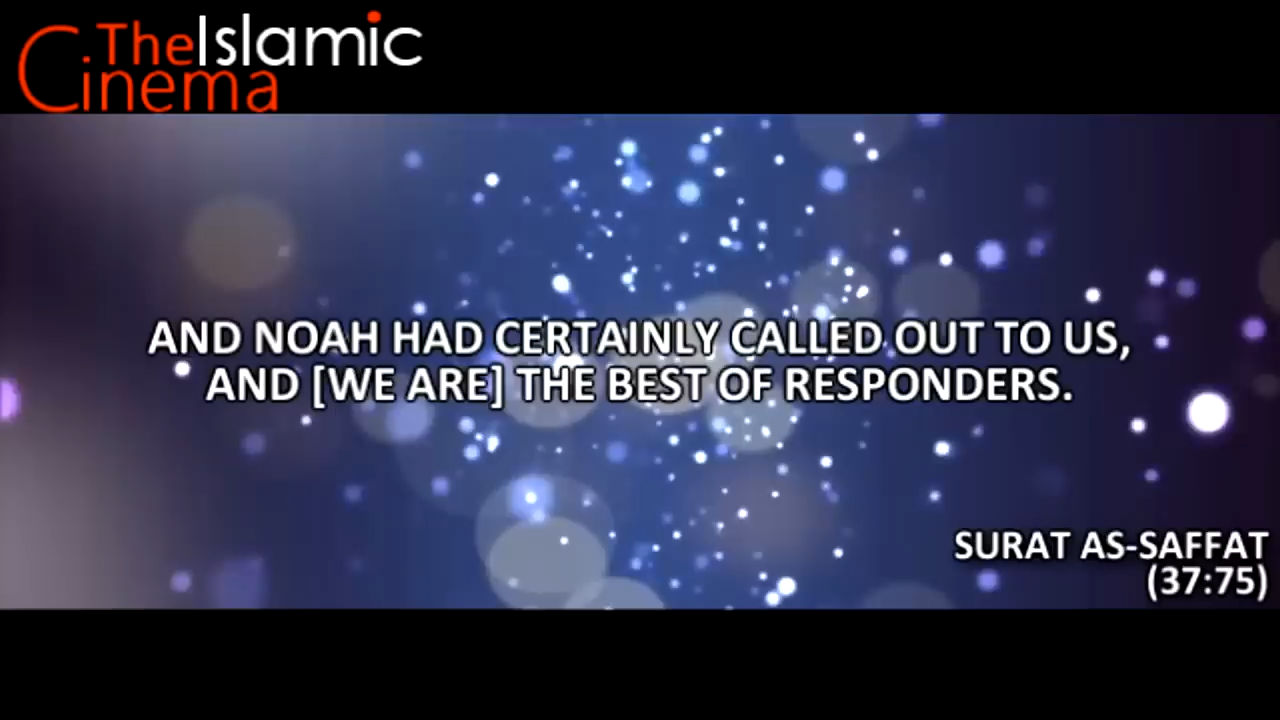 TheIslamic
Cinema
AND NOAH HAD CERTAINLY CALLED OUT TO US,
AND [WE ARE] THE BEST OF RESPONDERS.
SURAT AS-SAFFAT
(37:75)